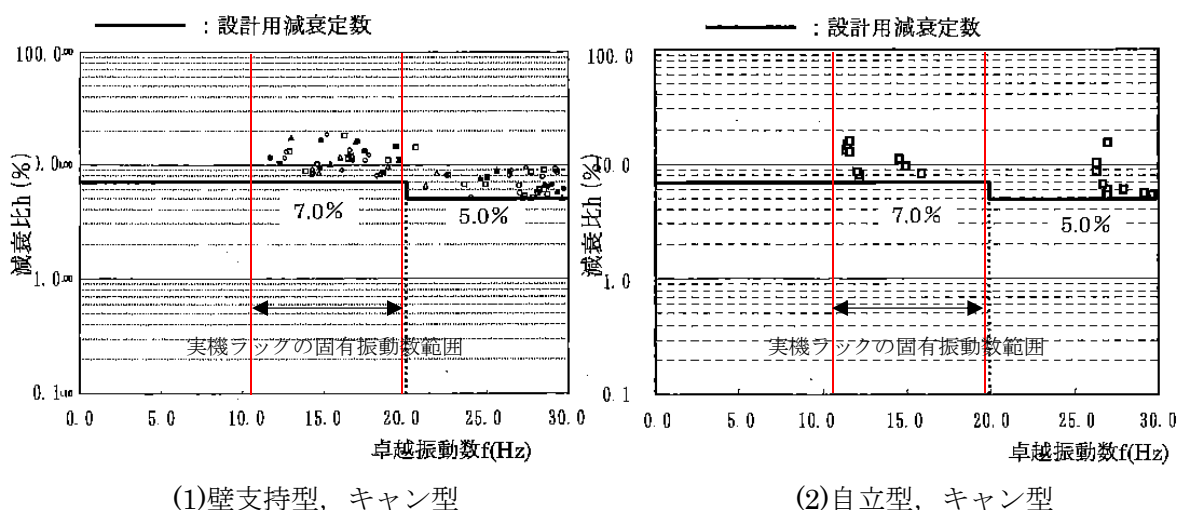 ：設計用減衰定数
100.0
10.0
1.0
0.1
減衰比h(%)
7.0%
5.0%
実機ラックの固有振動数範囲
0.0 5.0 10.0 15.0 20.0 25.0 30.0
卓越振動数f(Hz)
(1)壁支持型，キャン型
：設計用減衰定数
100.0
10.0
1.0
0.1
減衰比h(%)
7.0%
5.0%
実機ラックの固有振動数範囲
0.0 5.0 10.0 15.0 20.0 25.0 30.0
卓越振動数f(Hz)
(2)自立型，キャン型